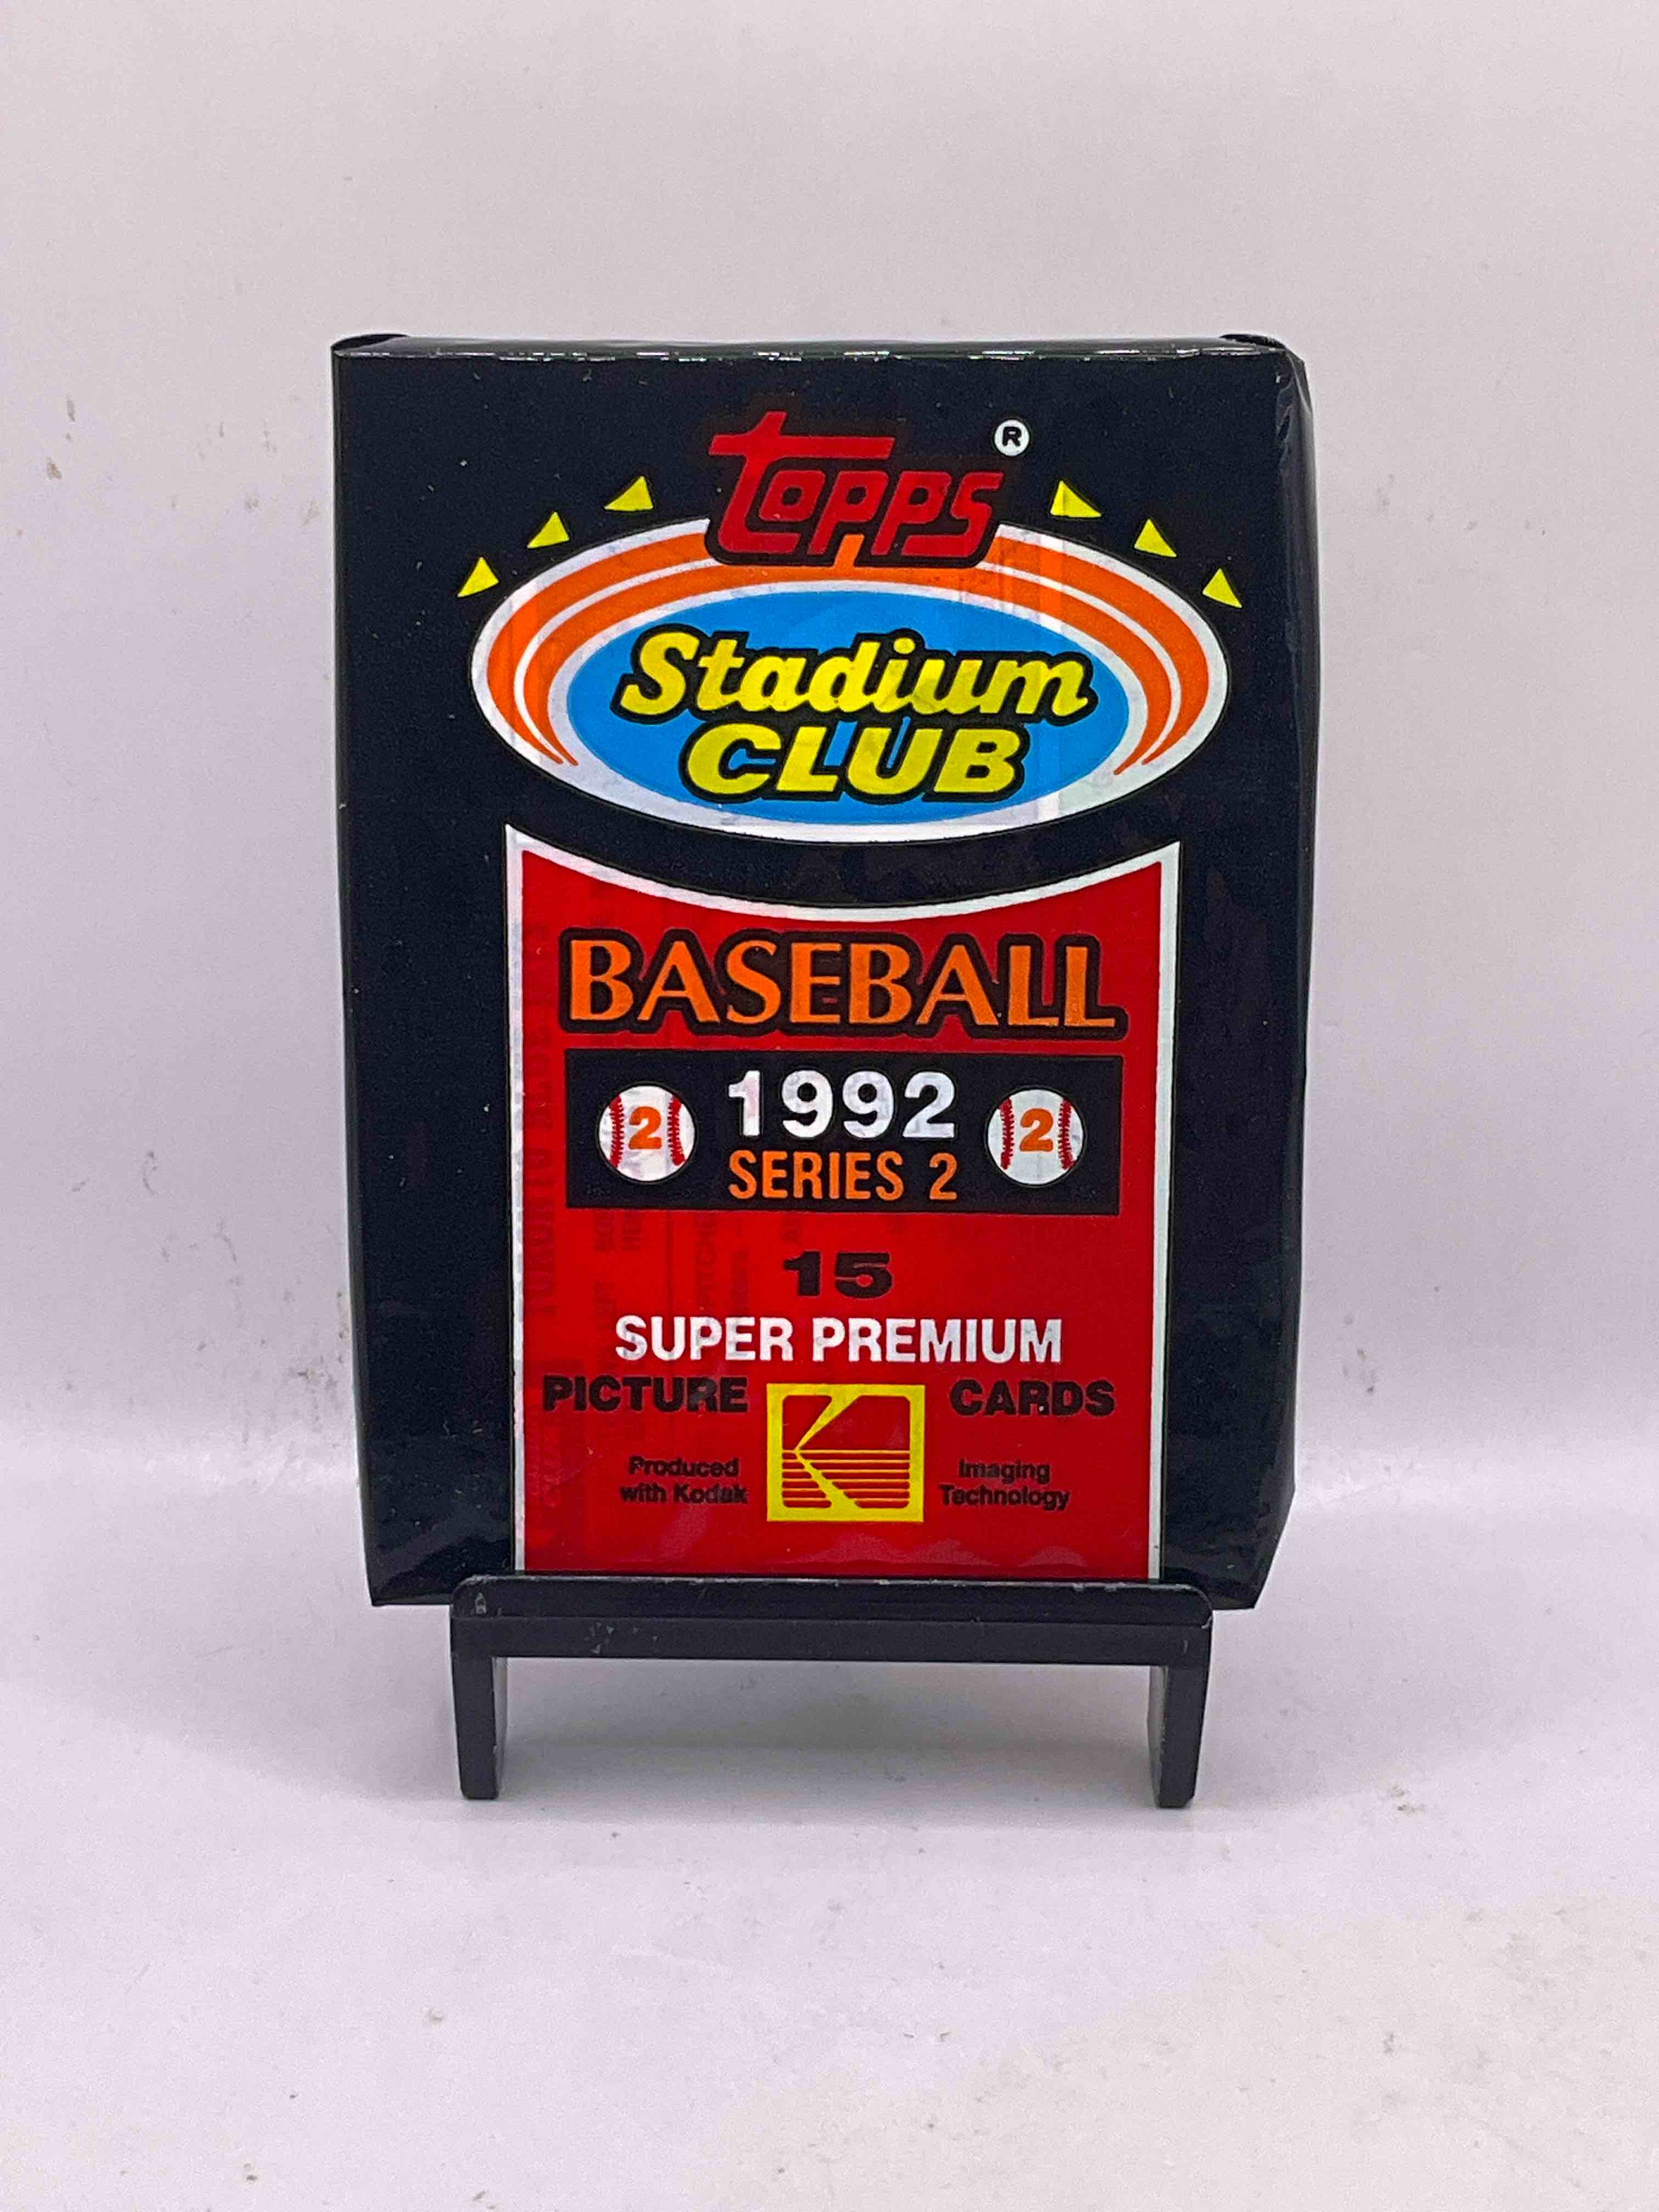 Topps ®
Stadium
CLUB
BASEBALL
2 1992 2
SERIES 2
15
SUPER PREMIUM
PICTURE K CARDS
Produced Imaging
with Kodak Technology